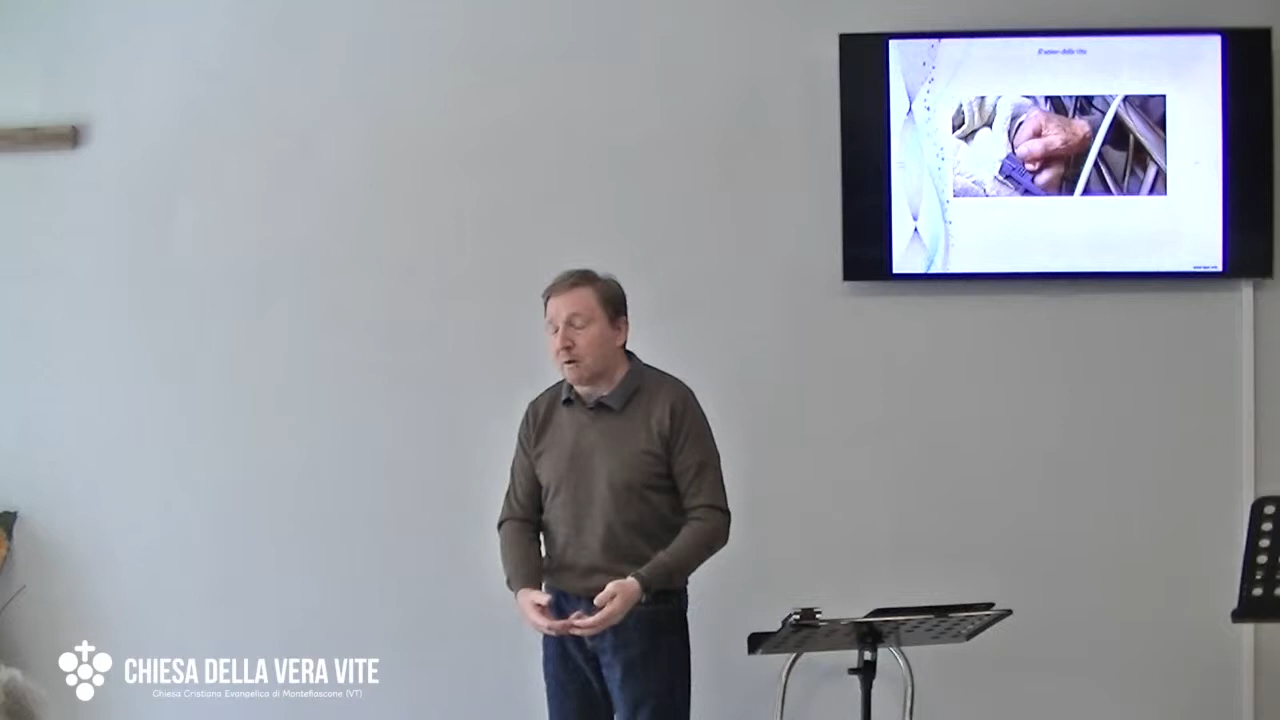 CHIESA DELLA VERA VITE
Chiesa Cristiana Evangelica di Montefiascone (VT)